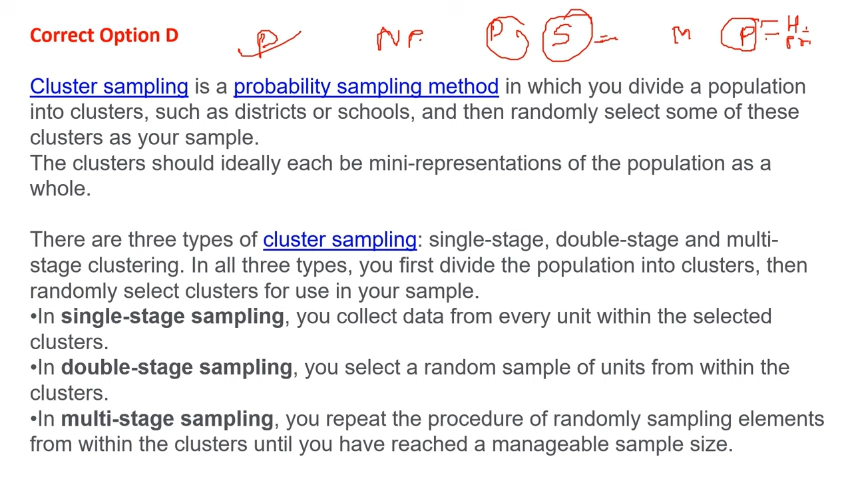 Correct Option D P NP. P S = M P = H
Cluster sampling is a probability sampling method in which you divide a population
into clusters, such as districts or schools, and then randomly select some of these
clusters as your sample.
The clusters should ideally each be mini-representations of the population as a
whole.
There are three types of cluster sampling: single-stage, double-stage and multi-
stage clustering. In all three types, you first divide the population into clusters, then
randomly select clusters for use in your sample.
•In single-stage sampling, you collect data from every unit within the selected
clusters.
•In double-stage sampling, you select a random sample of units from within the
clusters.
•In multi-stage sampling, you repeat the procedure of randomly sampling elements
from within the clusters until you have reached a manageable sample size.